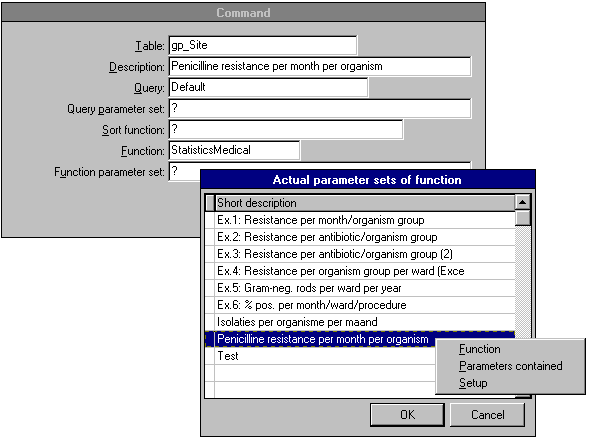 Command
Table: gp_Site
Description: Penicilline resistance per month per organism
Query: Default
Query parameter set: ?
Sort function: ?
Function: StatisticsMedical
Function parameter set: ?
Actual parameter sets of function
Short description
Ex.1: Resistance per month/organism group
Ex.2: Resistance per antibiotic/organism group
Ex.3: Resistance per antibiotic/organism group (2)
Ex.4: Resistance per organism group per ward (Exce
Ex.5: Gram-neg. rods per ward per year
Ex.6: % pos. per month/ward/procedure
Isolaties per organisme per maand
Penicilline resistance per month per organism
Test
Function
Parameters contained
Setup
OK Cancel